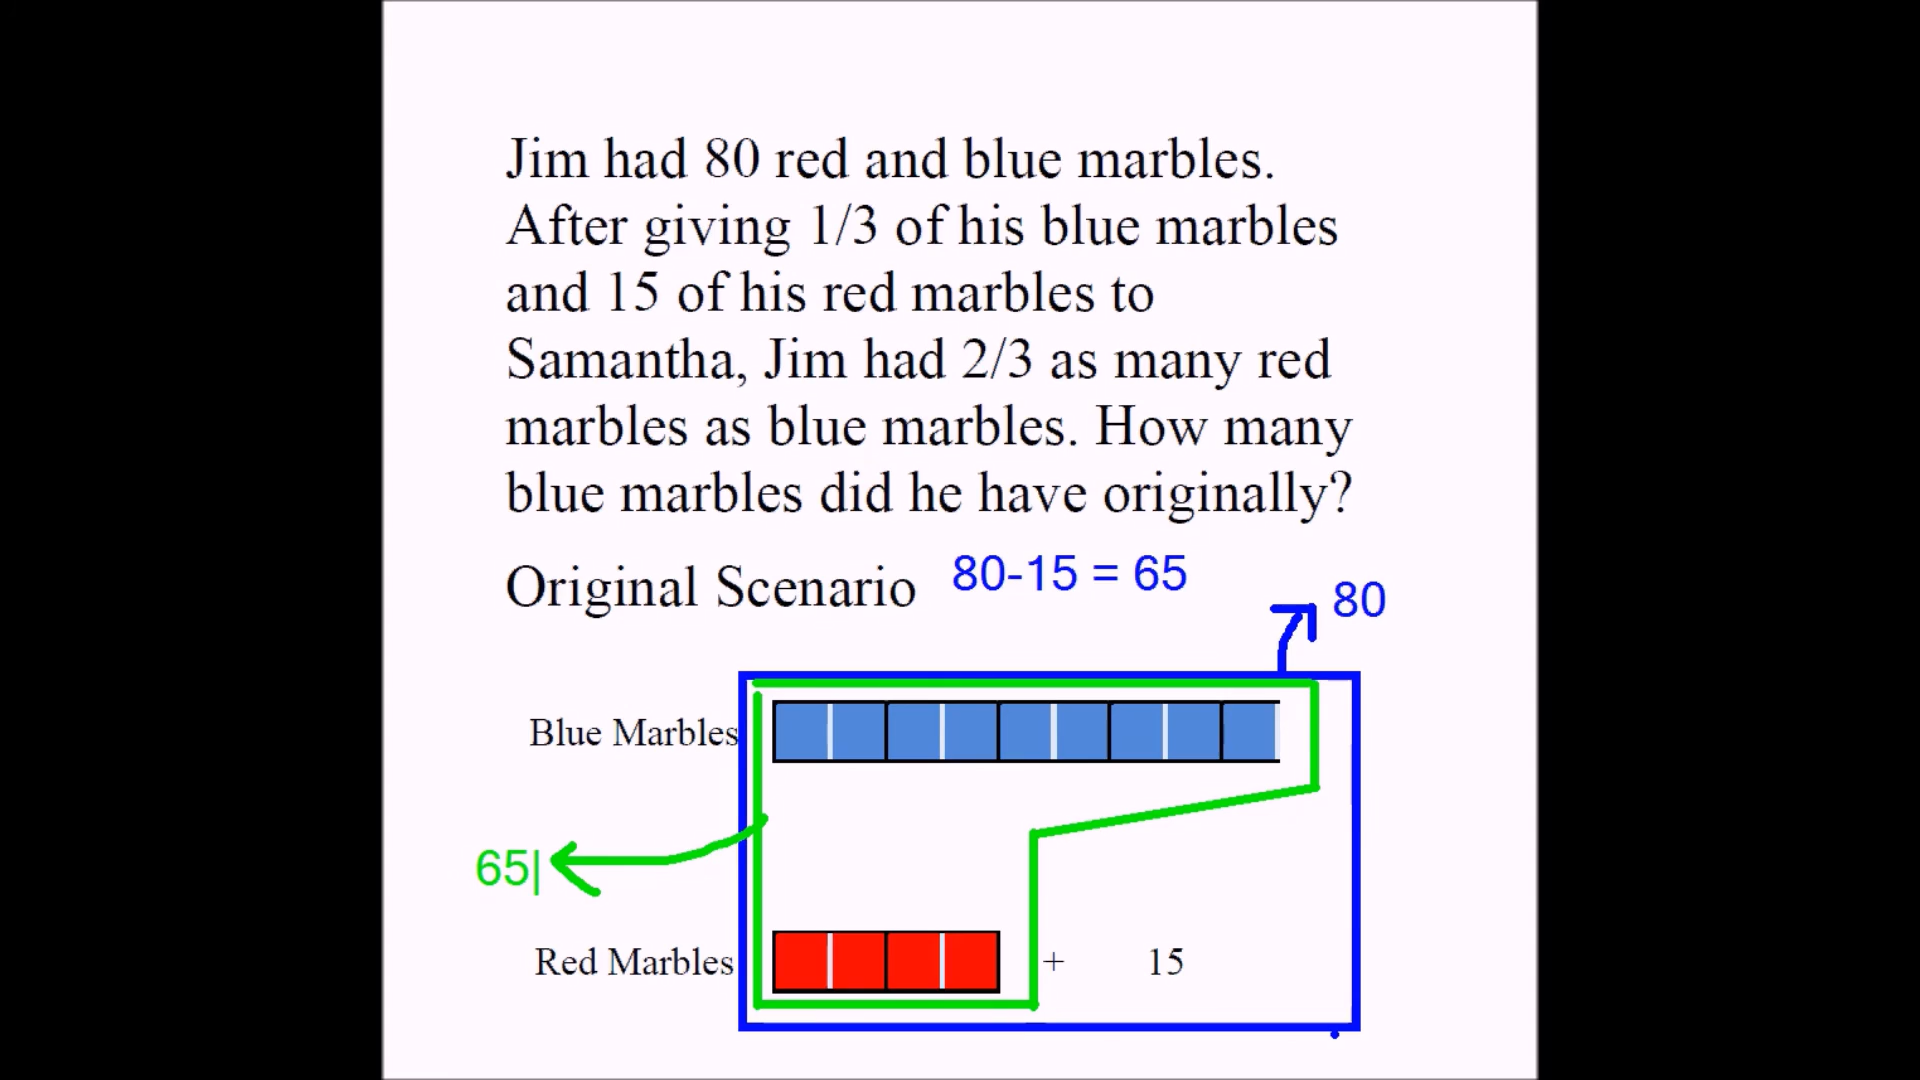 Jim had 80 red and blue marbles.
After giving 1/3 of his blue marbles
and 15 of his red marbles to
Samantha, Jim had 2/3 as many red
marbles as blue marbles. How many
blue marbles did he have originally?
Original Scenario 80-15 = 65
80
Blue Marbles
65
Red Marbles + 15